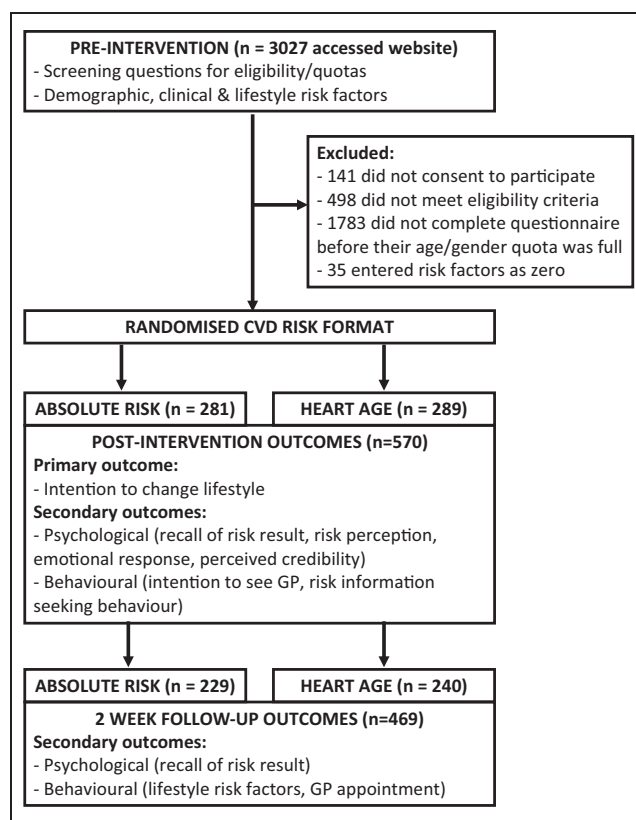 PRE-INTERVENTION (n = 3027 accessed website)
- Screening questions for eligibility/quotas
- Demographic, clinical & lifestyle risk factors
Excluded:
- 141 did not consent to participate
- 498 did not meet eligibility criteria
- 1783 did not complete questionnaire
before their age/gender quota was full
- 35 entered risk factors as zero
RANDOMISED CVD RISK FORMAT
ABSOLUTE RISK (n = 281)
HEART AGE (n = 289)
POST-INTERVENTION OUTCOMES (n=570)
Primary outcome:
- Intention to change lifestyle
Secondary outcomes:
- Psychological (recall of risk result, risk perception,
emotional response, perceived credibility)
- Behavioural (intention to see GP, risk information
seeking behaviour)
ABSOLUTE RISK (n = 229)
HEART AGE (n = 240)
2 WEEK FOLLOW-UP OUTCOMES (n=469)
Secondary outcomes:
- Psychological (recall of risk result)
- Behavioural (lifestyle risk factors, GP appointment)